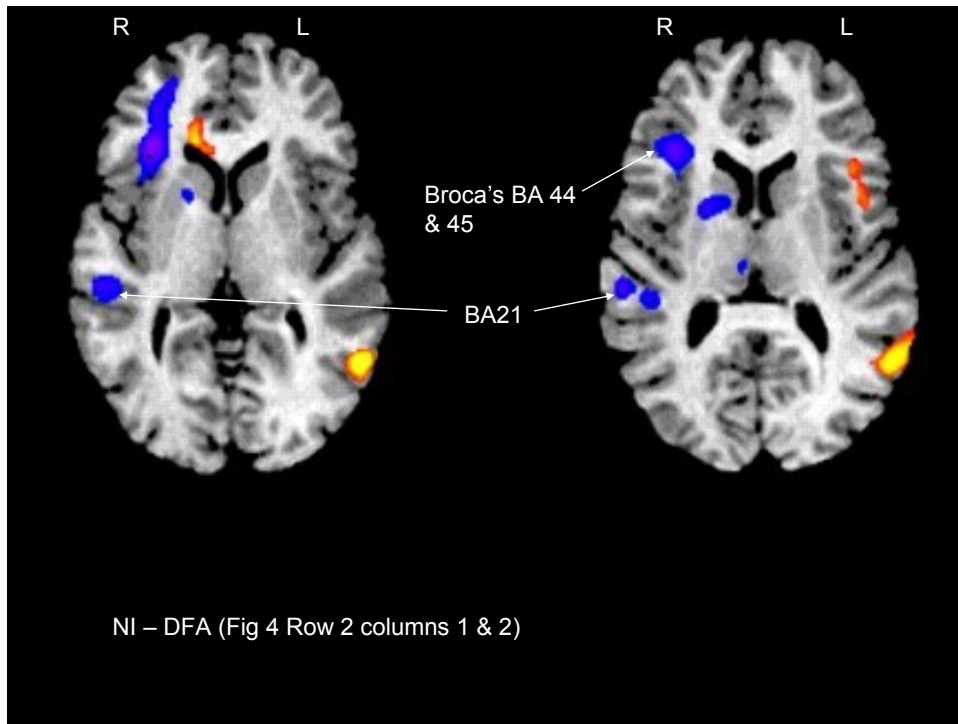 R
L
R
L
Broca's BA 44
& 45
BA21
NI – DFA (Fig 4 Row 2 columns 1 & 2)